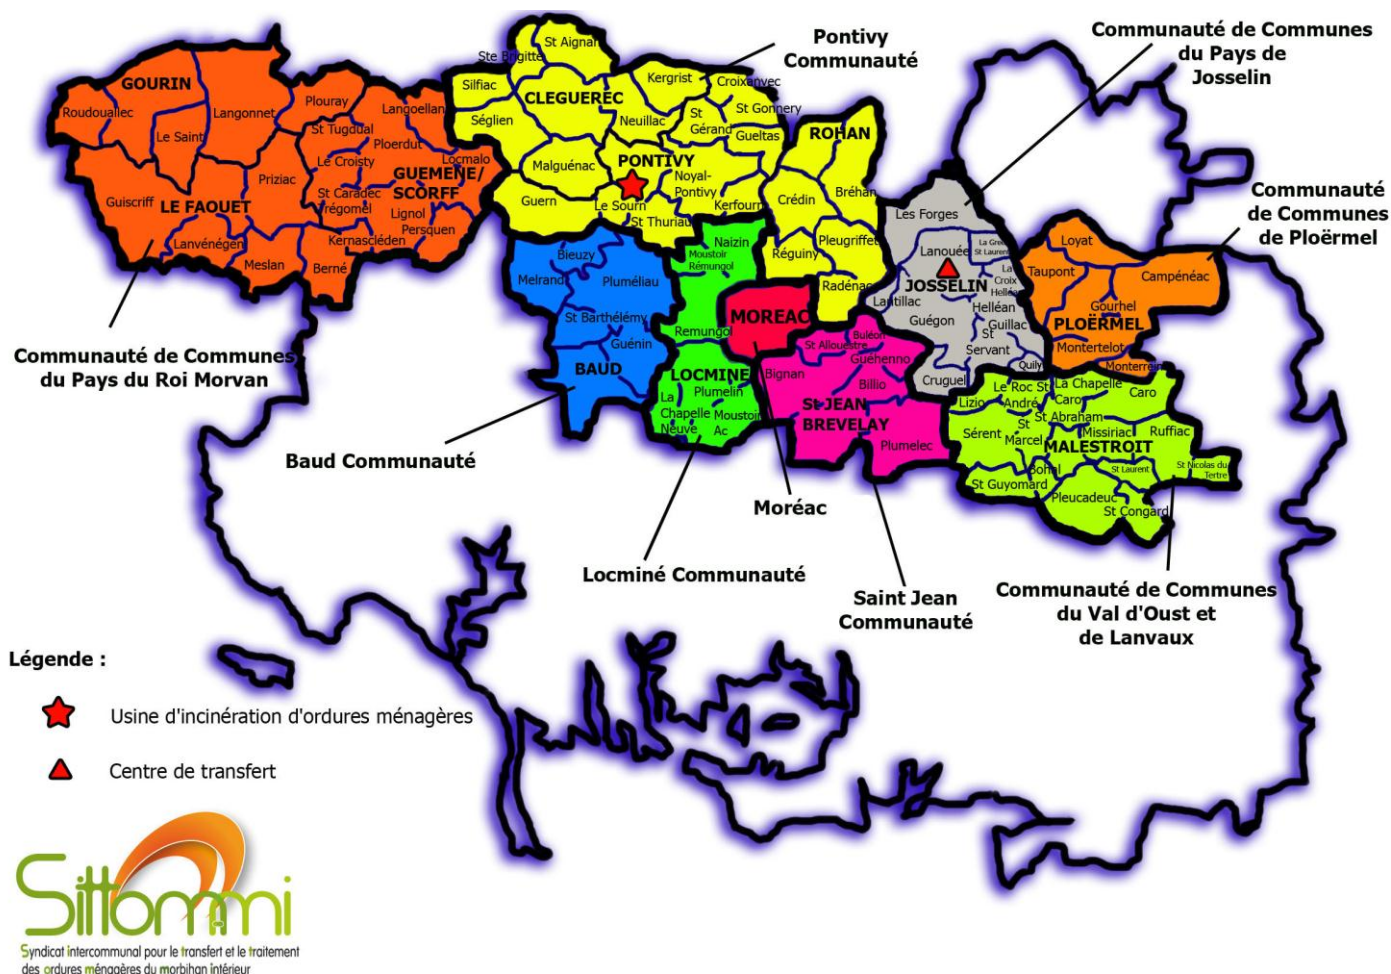 Communauté de Communes
du Pays de
Josselin
Pontivy
Communauté
Communauté
de Communes
de Ploërmel
GOURIN
Roudouallec
Le Saint
Langonnet
Plouray
St Tugdual
Langoellan
Ploerdut
Le Croisty
Locmalo
GUEMENE/
SCORFF
Priziac
St Caradec
Trégomel
Lignol
Persquen
Guiscriff
LE FAOUET
Lanvénégen
Kernascléden
Meslan
Berné
Ste Brigitte
St Aignan
Silfiac
CLEGUEREC
Kergrist
Croixanvec
St Gonnery
Séglien
Neuillac
St
Gérand
Gueltas
Malguénac
PONTIVY
Noyal-
Pontivy
Guern
Le Sourn
St Thuriau
Kerfourn
ROHAN
Crédin
Bréhan
Pleugriffet
Réguiny
Radénac
Naizin
Moustoir
Rémungol
Remungol
LOCMINE
Plumelin
La
Chapelle
Neuve
Moustoir
Ac
Bieuzy
Melrand
Pluméliau
St Barthélémy
Guénin
BAUD
MOREAC
Les Forges
Lanouée
La Grée
St Laurent
JOSSELIN
La
Croix
Helléan
Lantillac
Helléan
Guégon
Guillac
St
Servant
Quily
Cruguel
Loyat
Taupont
Campénéac
Gourhel
PLOËRMEL
Montertelot
Monterrein
St Allouestre
Buléon
Guéhenno
Bignan
Billio
St JEAN
BREVELAY
Plumelec
Le Roc St
André
La Chapelle
Caro
Caro
Lizio
St Abraham
Sérent
St
Marcel
Missiriac
Ruffiac
MALESTROIT
Bohal
St Laurent
St Nicolas du
Tertre
St Guyomard
Pleucadeuc
St Congard
Communauté de Communes
du Pays du Roi Morvan
Baud Communauté
Moréac
Locminé Communauté
Saint Jean
Communauté
Communauté de Communes
du Val d'Oust et
de Lanvaux
Légende :
Usine d'incinération d'ordures ménagères
Centre de transfert
Sittommi
Syndicat intercommunal pour le transfert et le traitement
des ordures ménagères du morbihan intérieur